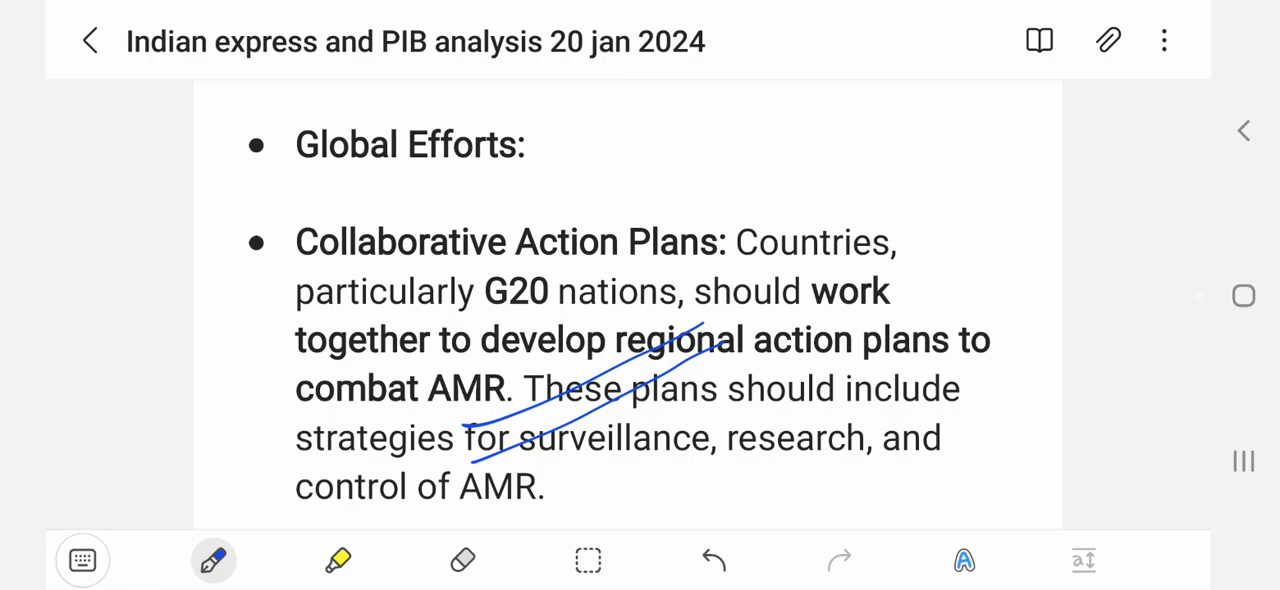 Indian express and PIB analysis 20 jan 2024
• Global Efforts:
• Collaborative Action Plans: Countries,
particularly G20 nations, should work
together to develop regional action plans to
combat AMR. These plans should include
strategies for surveillance, research, and
control of AMR.